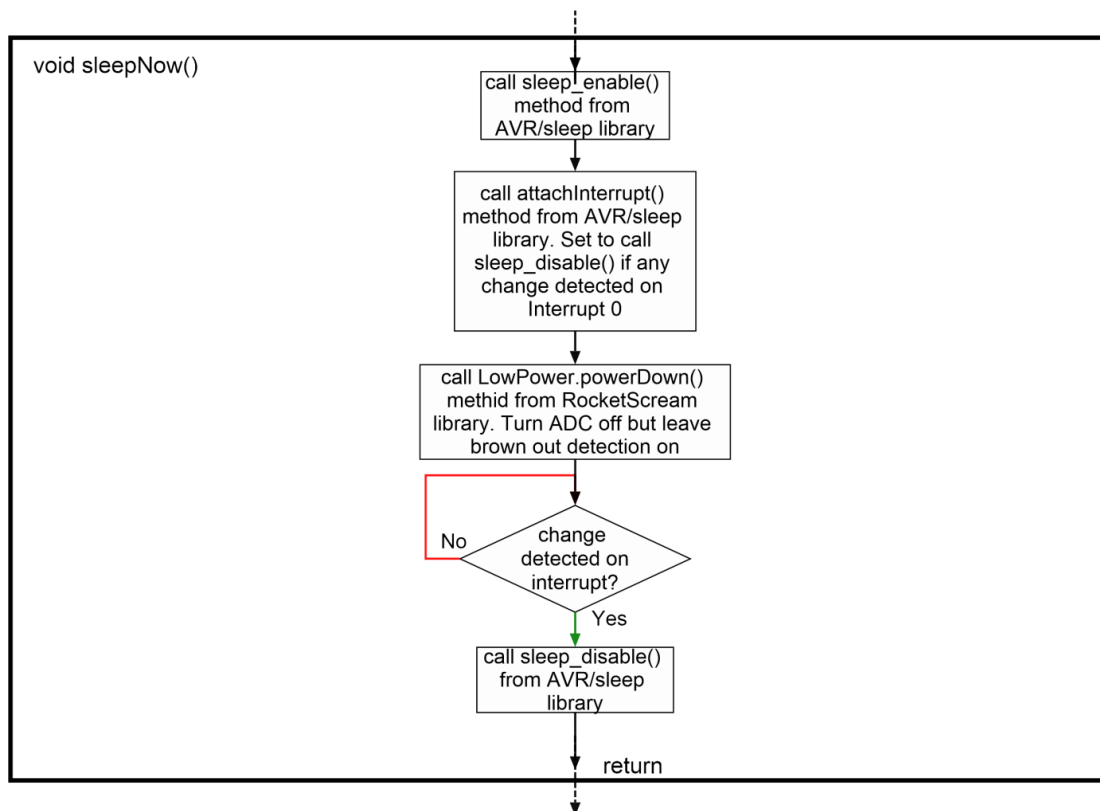 void sleepNow()
call sleep_enable()
method from
AVR/sleep library
call attachInterrupt()
method from AVR/sleep
library. Set to call
sleep_disable() if any
change detected on
Interrupt 0
call LowPower.powerDown()
methid from RocketScream
library. Turn ADC off but leave
brown out detection on
No
change
detected on
interrupt?
Yes
call sleep_disable()
from AVR/sleep
library
return